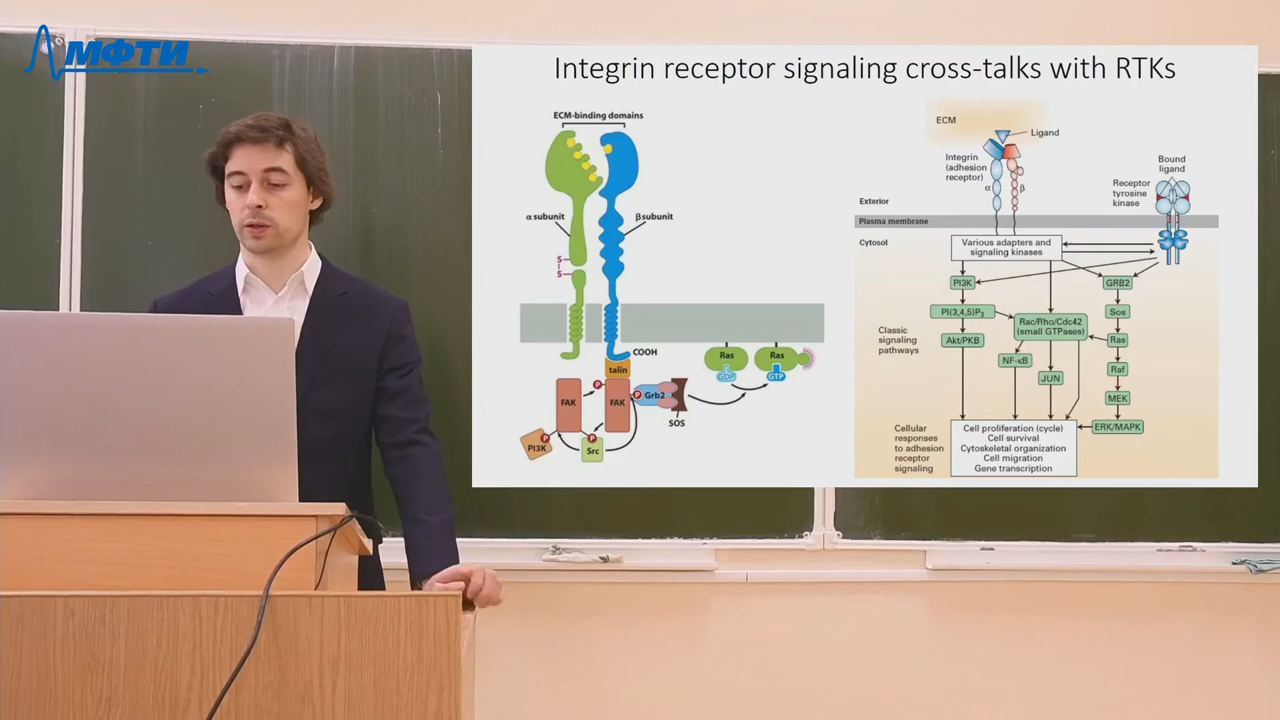 МФТИ
Integrin receptor signaling cross-talks with RTKs
ECM-binding domains
α subunit
β subunit
S
S
COOH
talin
FAK
P
FAK
P
Grb2
SOS
PI3K
P
P
Src
Ras
GDP
Ras
GTP
ECM
Ligand
Integrin
(adhesion
receptor)
α
β
Bound
ligand
Receptor
tyrosine
kinase
Exterior
Plasma membrane
Cytosol
Various adapters and
signaling kinases
PI3K
GRB2
PI(3,4,5)P3
Sos
Rac/Rho/Cdc42
(small GTPases)
Classic
signaling
pathways
Akt/PKB
Ras
NF-κB
Raf
JUN
MEK
ERK/MAPK
Cellular
responses
to adhesion
receptor
signaling
Cell proliferation (cycle)
Cell survival
Cytoskeletal organization
Cell migration
Gene transcription